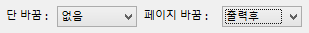 단 바꿈 : 없음 페이지 바꿈 : 출력후